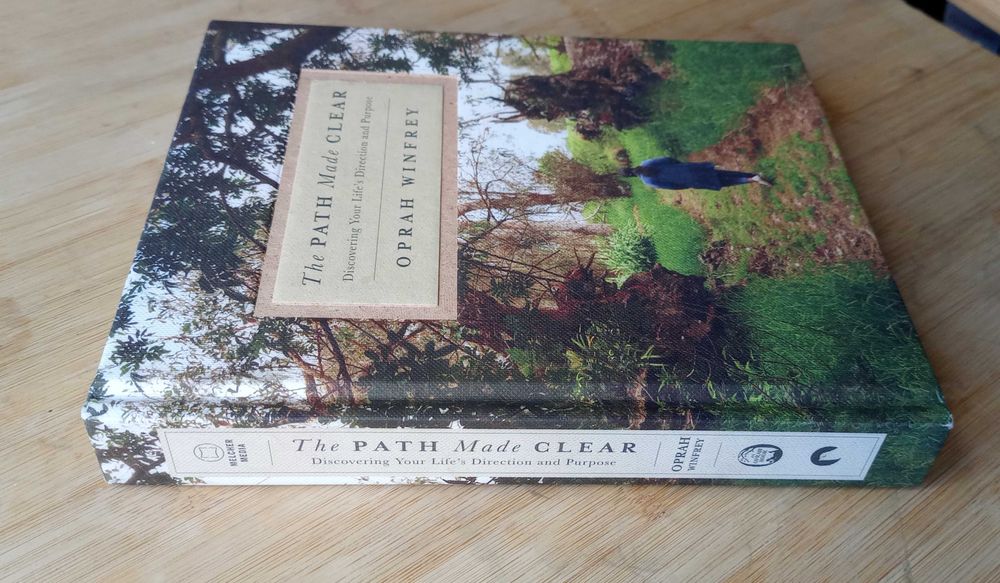 The PATH Made CLEAR
Discovering Your Life's Direction and Purpose
OPRAH WINFREY
MELCHER
MEDIA
The PATH Made CLEAR
Discovering Your Life's Direction and Purpose
OPRAH
WINFREY